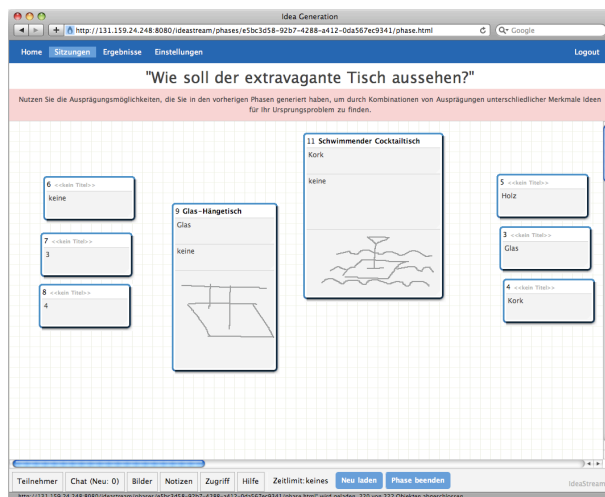 Idea Generation
http://131.159.24.248:8080/ideastream/phases/e5bc3d58-92b7-4288-a412-0da567ec9341/phase.html
Google
Home Sitzungen Ergebnisse Einstellungen Logout
"Wie soll der extravagante Tisch aussehen?"
Nutzen Sie die Ausprägungsmöglichkeiten, die Sie in den vorherigen Phasen generiert haben, um durch Kombinationen von Ausprägungen unterschiedlicher Merkmale Ideen
für Ihr Ursprungsproblem zu finden.
11 Schwimmender Cocktailtisch
Kork
keine
6 <<kein Titel>>
keine
5 <<kein Titel>>
Holz
9 Glas-Hängetisch
Glas
keine
7 <<kein Titel>>
3
3 <<kein Titel>>
Glas
8 <<kein Titel>>
4
4 <<kein Titel>>
Kork
Teilnehmer Chat (Neu: 0) Bilder Notizen Zugriff Hilfe Zeitlimit:keines Neu laden Phase beenden IdeaStream